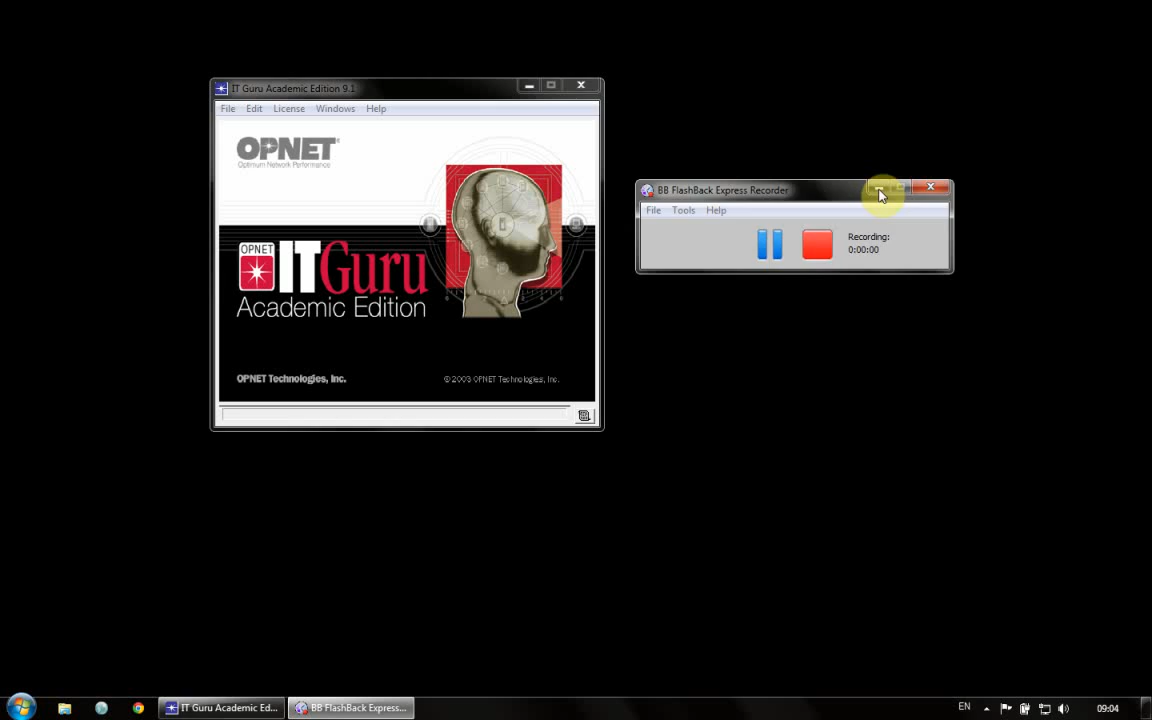 IT Guru Academic Edition 9.1
File Edit License Windows Help
OPNET
Optimum Network Performance
OPNET
ITGuru
Academic Edition
OPNET Technologies, Inc.
© 2003 OPNET Technologies, Inc.
BB FlashBack Express Recorder
File Tools Help
Recording:
0:00:00
IT Guru Academic Ed...
BB FlashBack Express...
EN
09:04